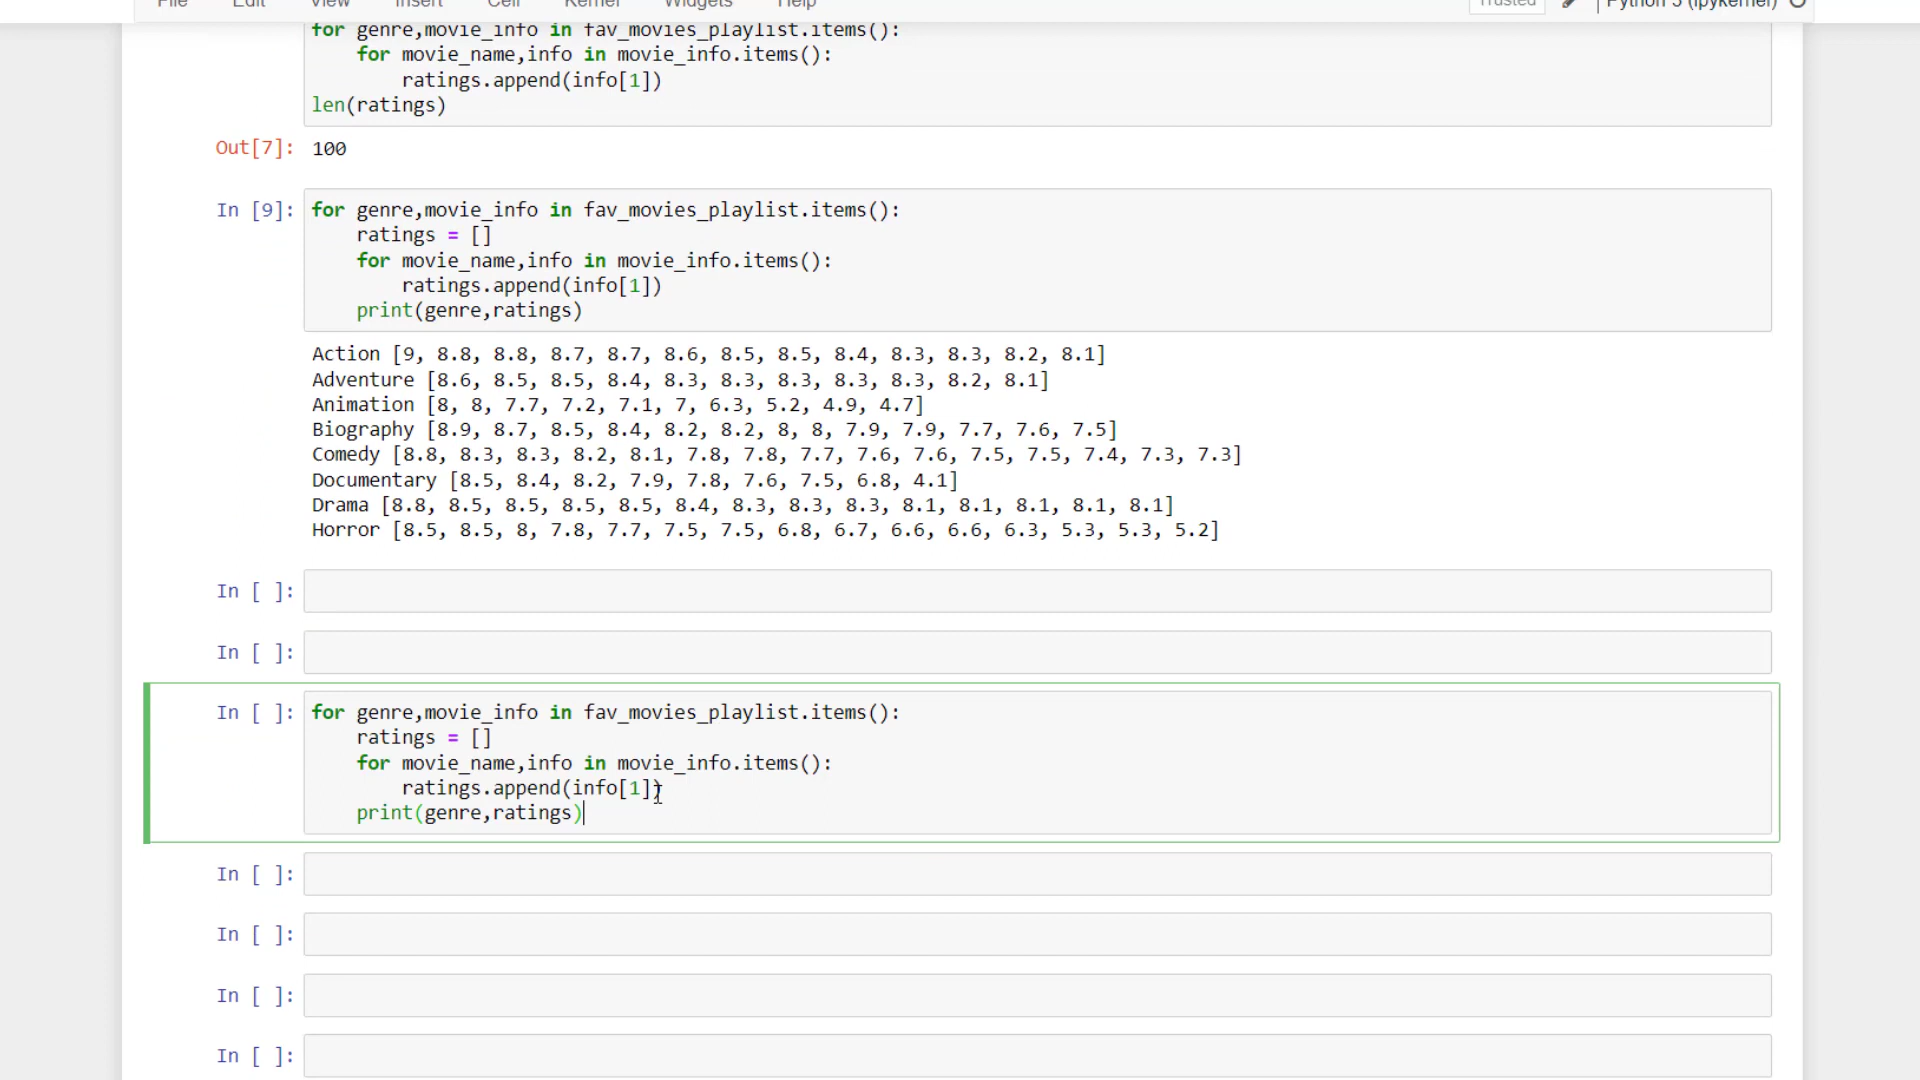 File Edit View Insert Cell Kernel Widgets Help Trusted Python 3 (ipykernel)
for genre,movie_info in fav_movies_playlist.items():
    for movie_name,info in movie_info.items():
        ratings.append(info[1])
len(ratings)
Out[7]: 100
In [9]: for genre,movie_info in fav_movies_playlist.items():
    ratings = []
    for movie_name,info in movie_info.items():
        ratings.append(info[1])
    print(genre,ratings)
Action [9, 8.8, 8.8, 8.7, 8.7, 8.6, 8.5, 8.5, 8.4, 8.3, 8.3, 8.2, 8.1]
Adventure [8.6, 8.5, 8.5, 8.4, 8.3, 8.3, 8.3, 8.3, 8.3, 8.2, 8.1]
Animation [8, 8, 7.7, 7.2, 7.1, 7, 6.3, 5.2, 4.9, 4.7]
Biography [8.9, 8.7, 8.5, 8.4, 8.2, 8.2, 8, 8, 7.9, 7.9, 7.7, 7.6, 7.5]
Comedy [8.8, 8.3, 8.3, 8.2, 8.1, 7.8, 7.8, 7.7, 7.6, 7.6, 7.5, 7.5, 7.4, 7.3, 7.3]
Documentary [8.5, 8.4, 8.2, 7.9, 7.8, 7.6, 7.5, 6.8, 4.1]
Drama [8.8, 8.5, 8.5, 8.5, 8.5, 8.4, 8.3, 8.3, 8.3, 8.1, 8.1, 8.1, 8.1, 8.1]
Horror [8.5, 8.5, 8, 7.8, 7.7, 7.5, 7.5, 6.8, 6.7, 6.6, 6.6, 6.3, 5.3, 5.3, 5.2]
In [ ]:
In [ ]:
In [ ]: for genre,movie_info in fav_movies_playlist.items():
    ratings = []
    for movie_name,info in movie_info.items():
        ratings.append(info[1])
    print(genre,ratings)
In [ ]:
In [ ]:
In [ ]:
In [ ]: